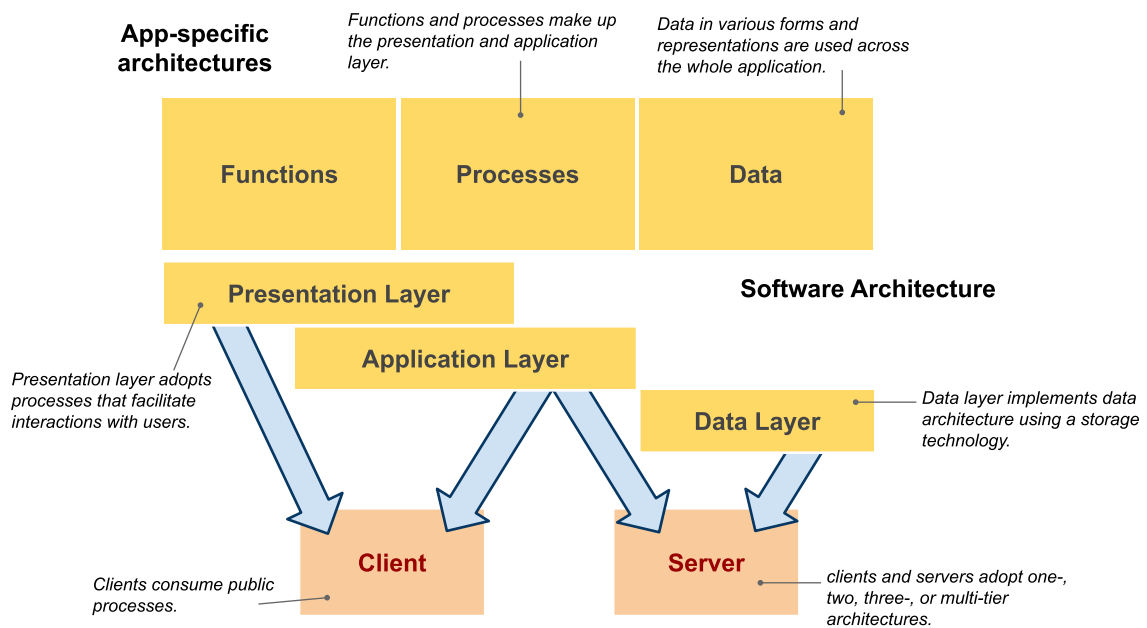 App-specific
architectures
Functions and processes make up
the presentation and application
layer.
Data in various forms and
representations are used across
the whole application.
Functions
Processes
Data
Presentation Layer
Software Architecture
Application Layer
Presentation layer adopts
processes that facilitate
interactions with users.
Data Layer
Data layer implements data
architecture using a storage
technology.
Client
Server
Clients consume public
processes.
clients and servers adopt one-,
two, three-, or multi-tier
architectures.